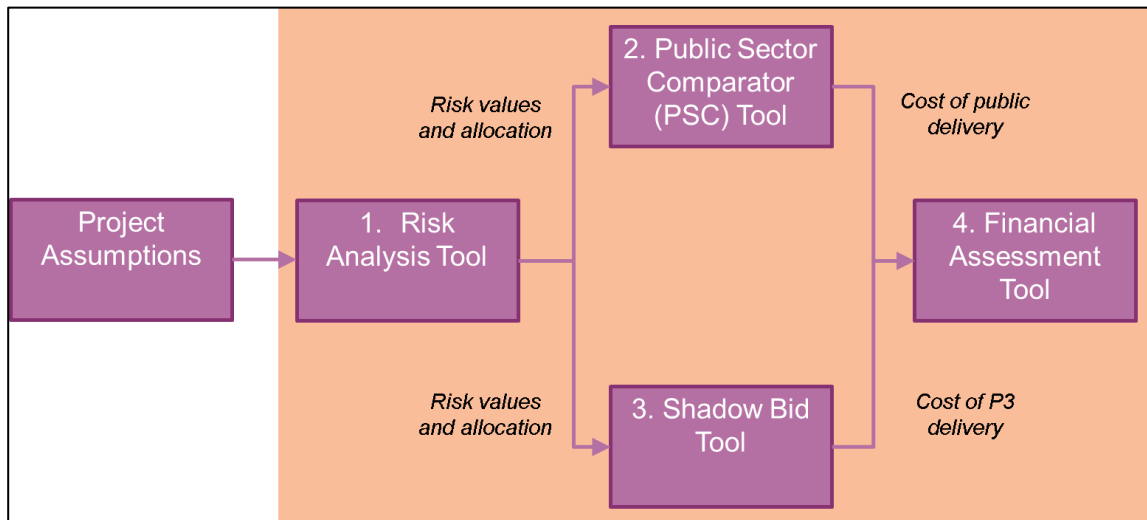 Project
Assumptions
1.  Risk
Analysis Tool
Risk values
and allocation
2. Public Sector
Comparator
(PSC) Tool
Cost of public
delivery
Risk values
and allocation
3. Shadow Bid
Tool
Cost of P3
delivery
4. Financial
Assessment
Tool